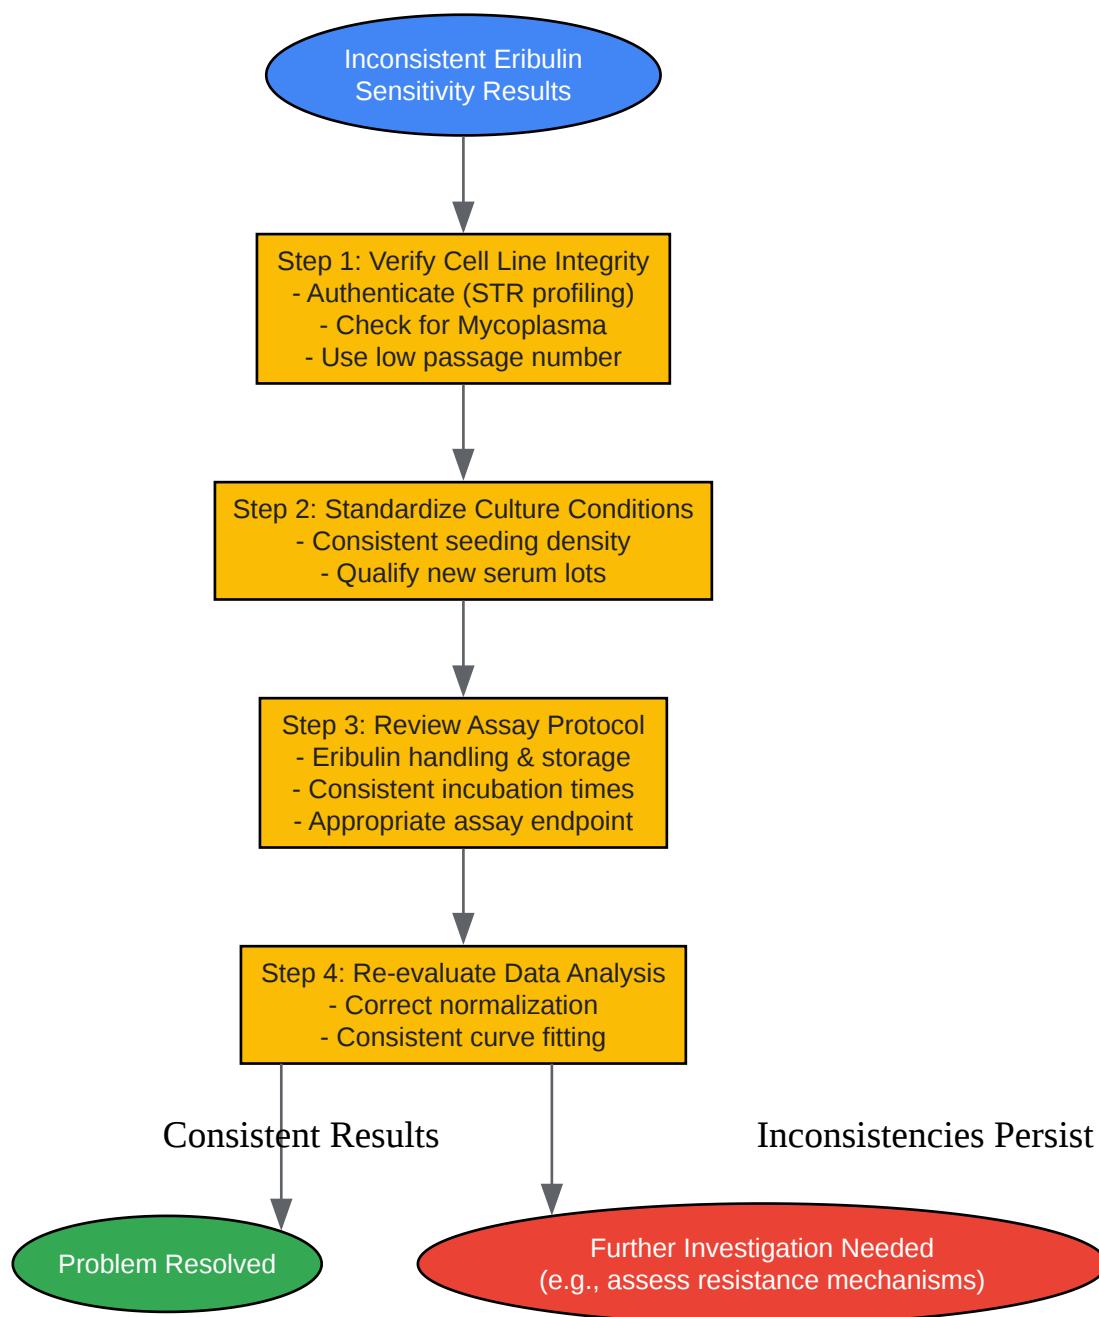 Inconsistent Eribulin
Sensitivity Results
Step 1: Verify Cell Line Integrity
- Authenticate (STR profiling)
- Check for Mycoplasma
- Use low passage number
Step 2: Standardize Culture Conditions
- Consistent seeding density
- Qualify new serum lots
Step 3: Review Assay Protocol
- Eribulin handling & storage
- Consistent incubation times
- Appropriate assay endpoint
Step 4: Re-evaluate Data Analysis
- Correct normalization
- Consistent curve fitting
Consistent Results
Inconsistencies Persist
Problem Resolved
Further Investigation Needed
(e.g., assess resistance mechanisms)